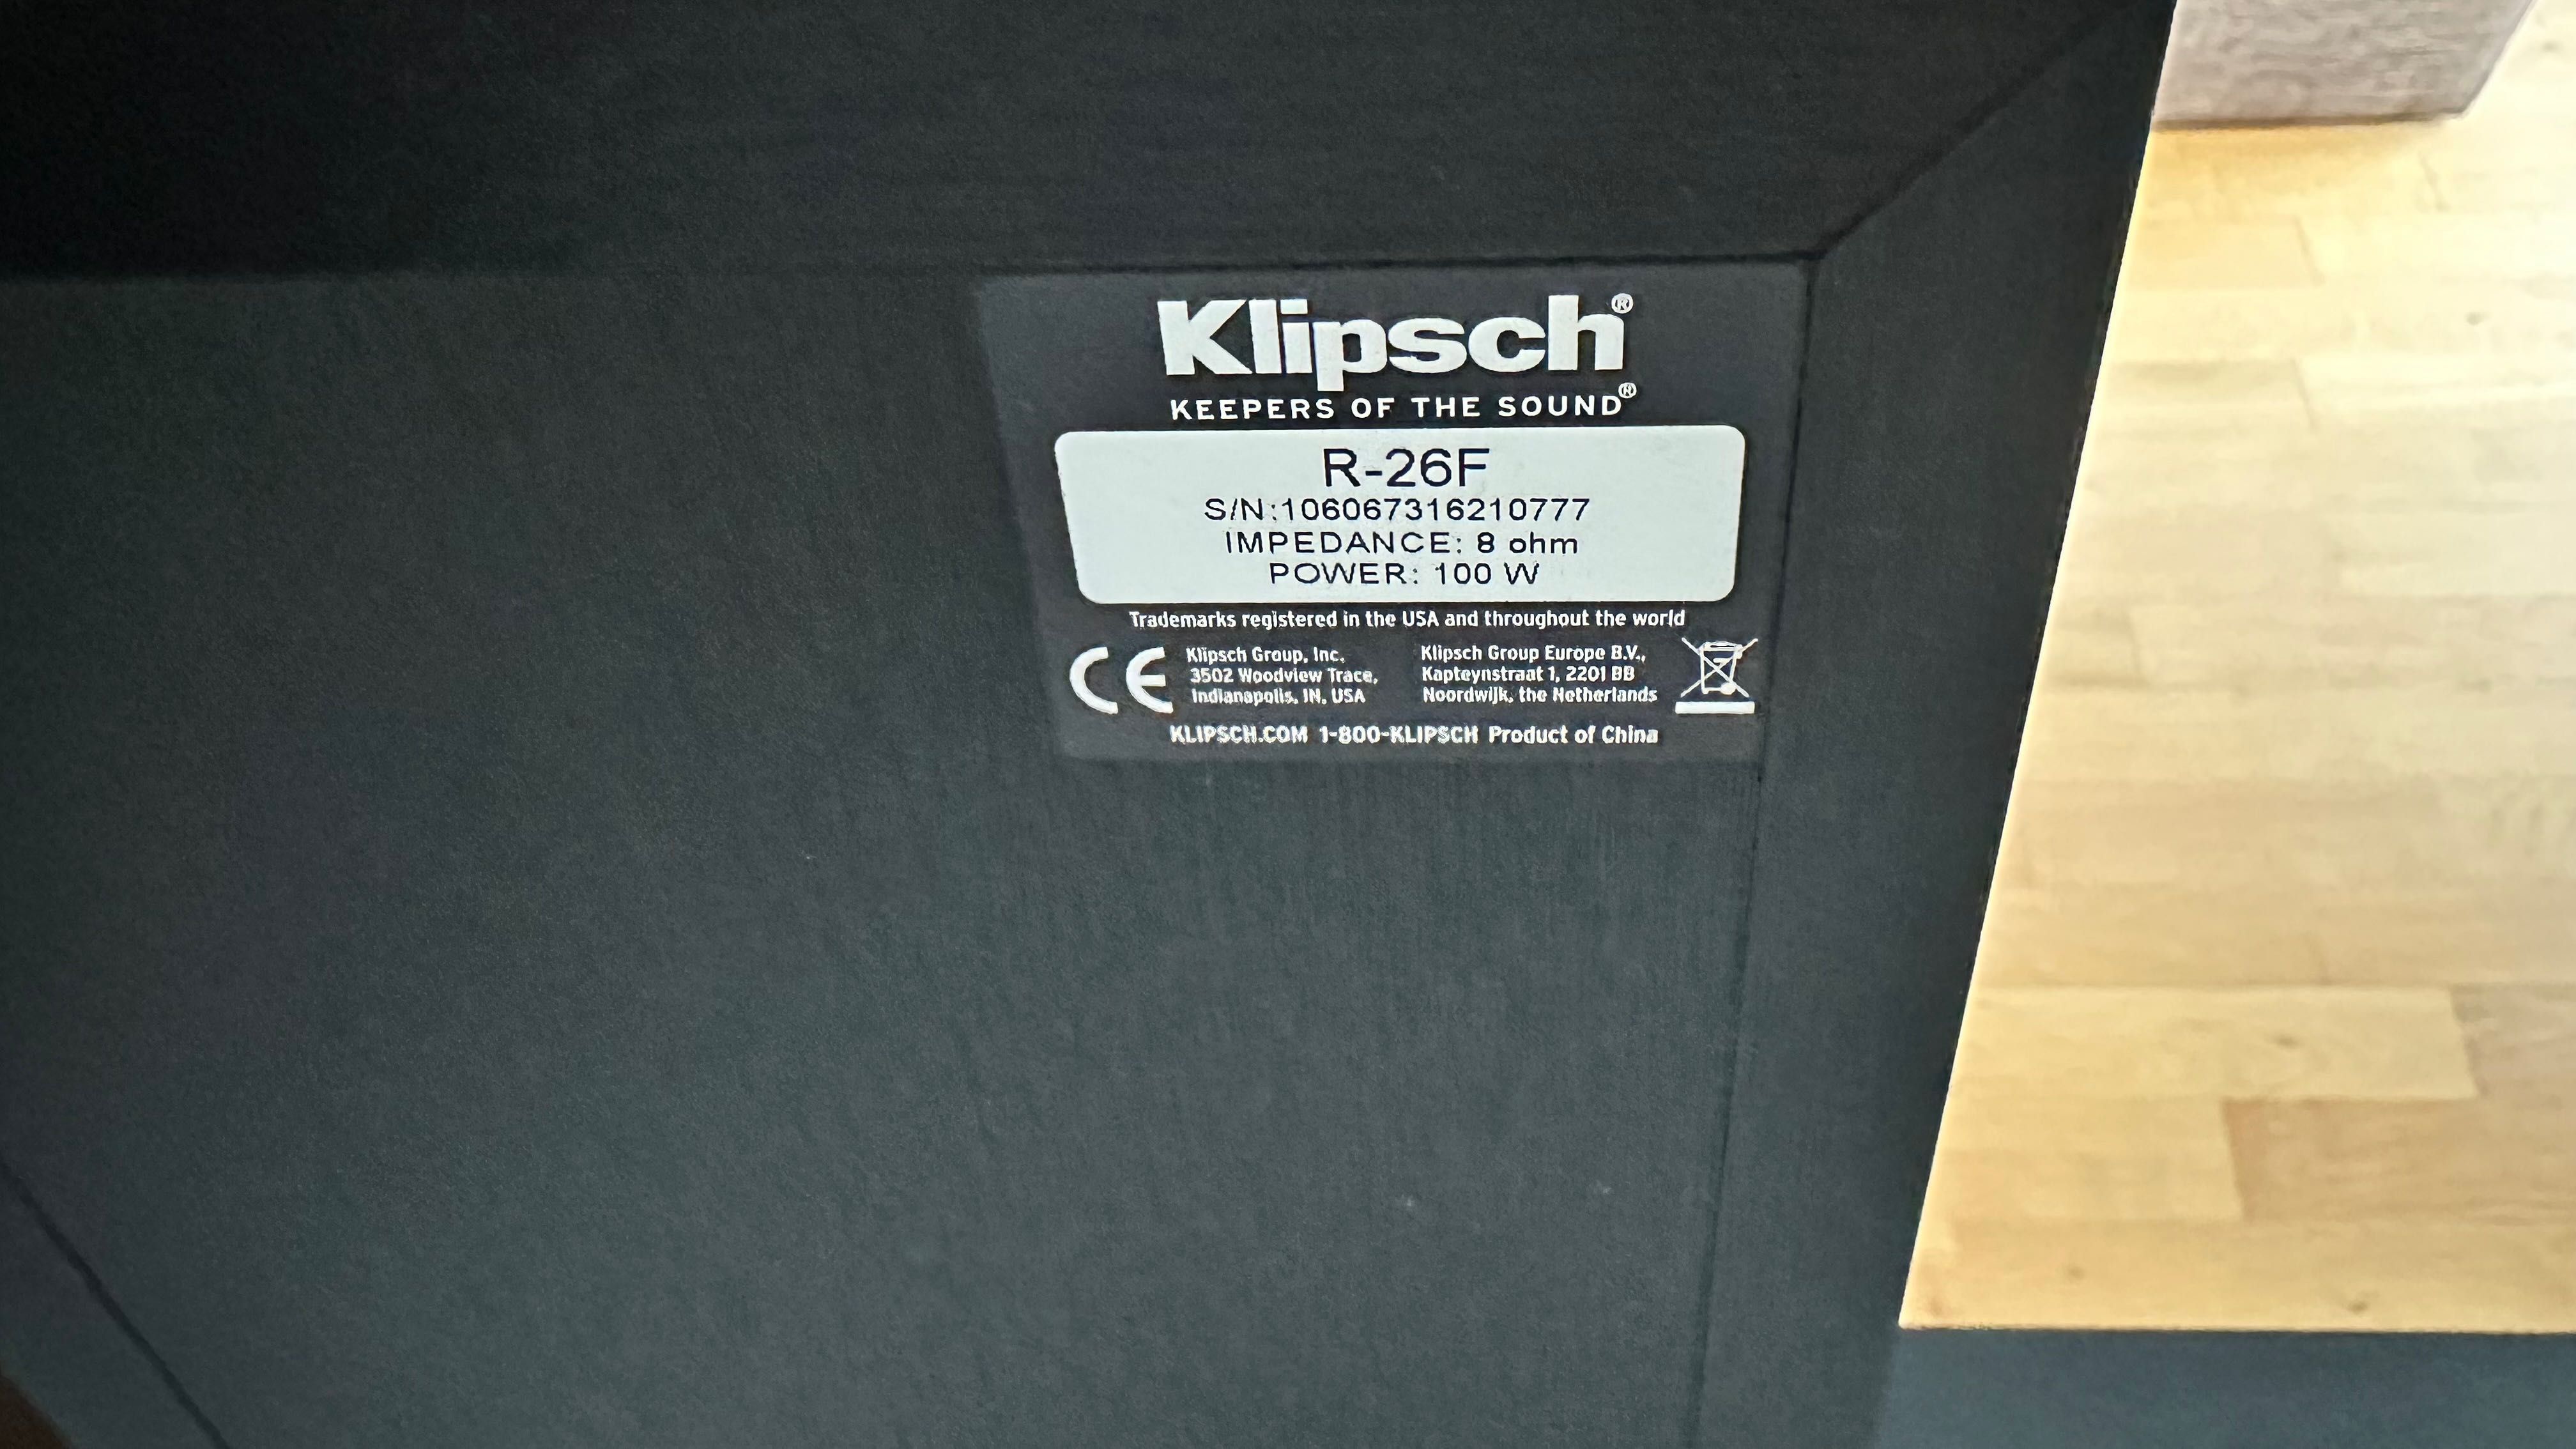 Klipsch®
KEEPERS OF THE SOUND®
R-26F
S/N:106067316210777
IMPEDANCE: 8 ohm
POWER: 100 W
Trademarks registered in the USA and throughout the world
CE
Klipsch Group, Inc.
3502 Woodview Trace,
Indianapolis, IN, USA
Klipsch Group Europe B.V.,
Kapteynstraat 1, 2201 BB
Noordwijk, the Netherlands
KLIPSCH.COM 1-800-KLIPSCH Product of China